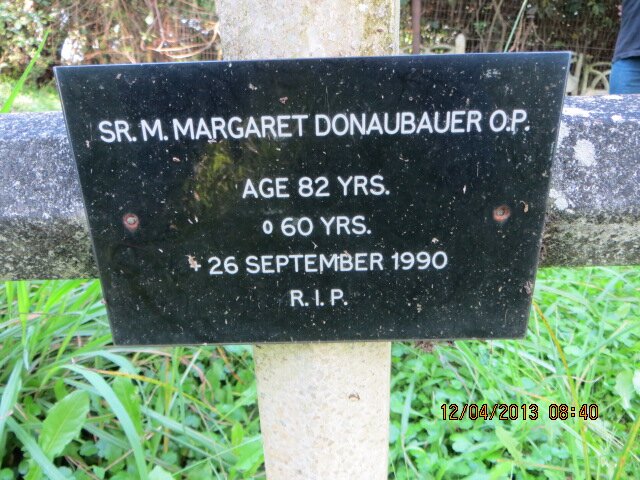 SR. M. MARGARET DONAUBAUER O.P.
AGE 82 YRS.
o 60 YRS.
+ 26 SEPTEMBER 1990
R.I.P.
12/04/2013 08:40